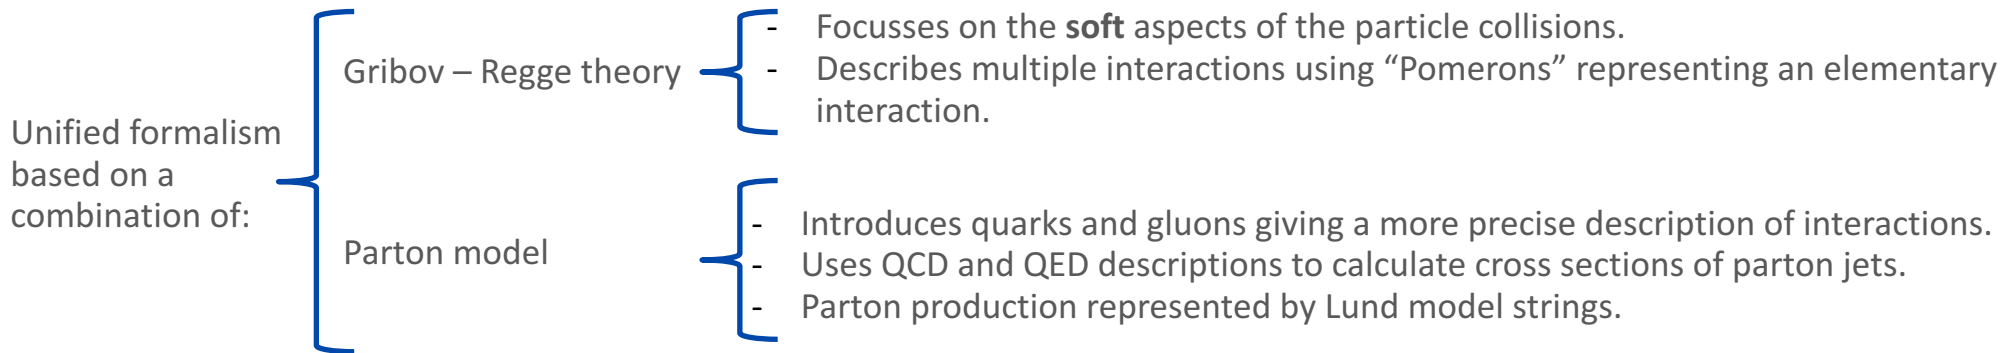 Unified formalism
based on a
combination of:
Gribov – Regge theory
- Focusses on the soft aspects of the particle collisions.
- Describes multiple interactions using “Pomerons” representing an elementary
interaction.
Parton model
- Introduces quarks and gluons giving a more precise description of interactions.
- Uses QCD and QED descriptions to calculate cross sections of parton jets.
- Parton production represented by Lund model strings.